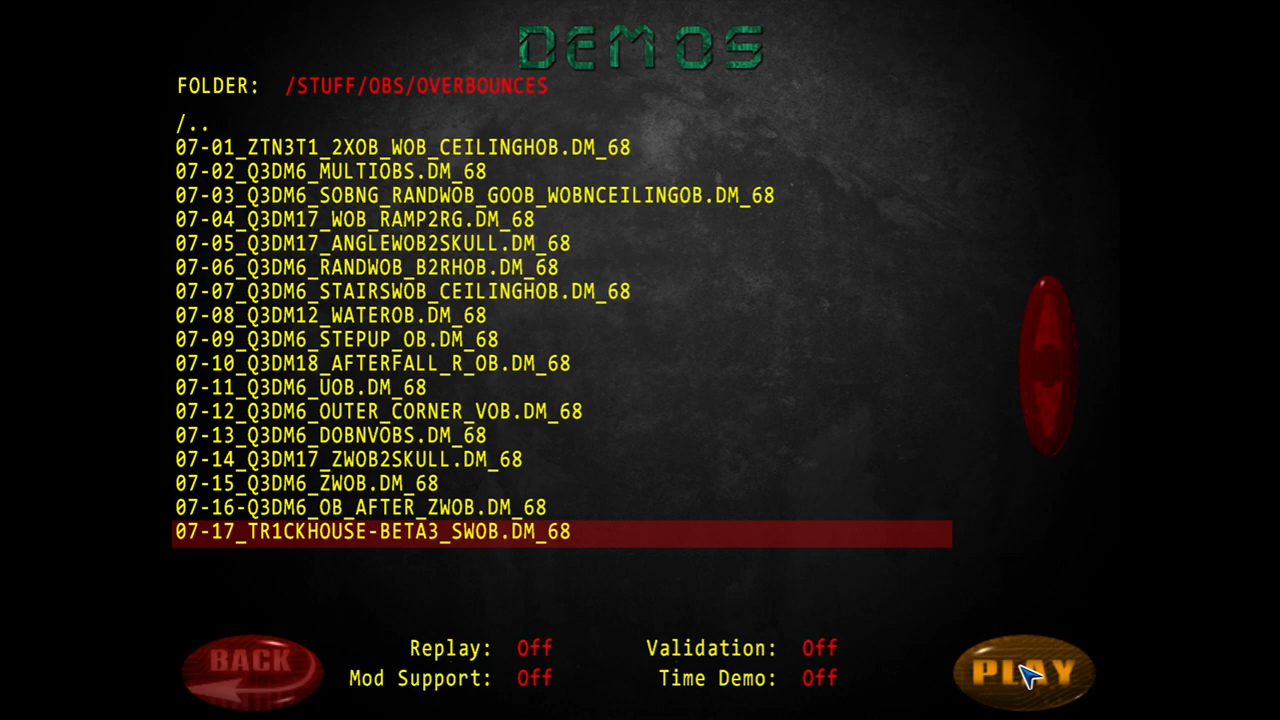 DEMOS
FOLDER: /STUFF/OBS/OVERBOUNCES
/..
07-01_ZTN3T1_2XOB_WOB_CEILINGHOB.DM_68
07-02_Q3DM6_MULTIOBS.DM_68
07-03_Q3DM6_SOBNG_RANDWOB_GOOB_WOBNCEILINGOB.DM_68
07-04_Q3DM17_WOB_RAMP2RG.DM_68
07-05_Q3DM17_ANGLEWOB2SKULL.DM_68
07-06_Q3DM6_RANDWOB_B2RHOB.DM_68
07-07_Q3DM6_STAIRSWOB_CEILINGHOB.DM_68
07-08_Q3DM12_WATEROB.DM_68
07-09_Q3DM6_STEPUP_OB.DM_68
07-10_Q3DM18_AFTERFALL_R_OB.DM_68
07-11_Q3DM6_UOB.DM_68
07-12_Q3DM6_OUTER_CORNER_VOB.DM_68
07-13_Q3DM6_DOBNVOBS.DM_68
07-14_Q3DM17_ZWOB2SKULL.DM_68
07-15_Q3DM6_ZWOB.DM_68
07-16-Q3DM6_OB_AFTER_ZWOB.DM_68
07-17_TR1CKHOUSE-BETA3_SWOB.DM_68
Replay: Off Validation: Off
Mod Support: Off Time Demo: Off
BACK PLAY